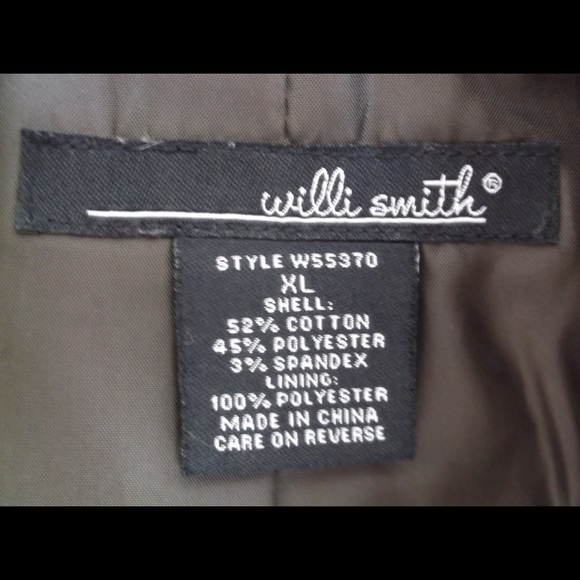 willi smith®
STYLE W55370
XL
SHELL:
52% COTTON
45% POLYESTER
3% SPANDEX
LINING:
100% POLYESTER
MADE IN CHINA
CARE ON REVERSE